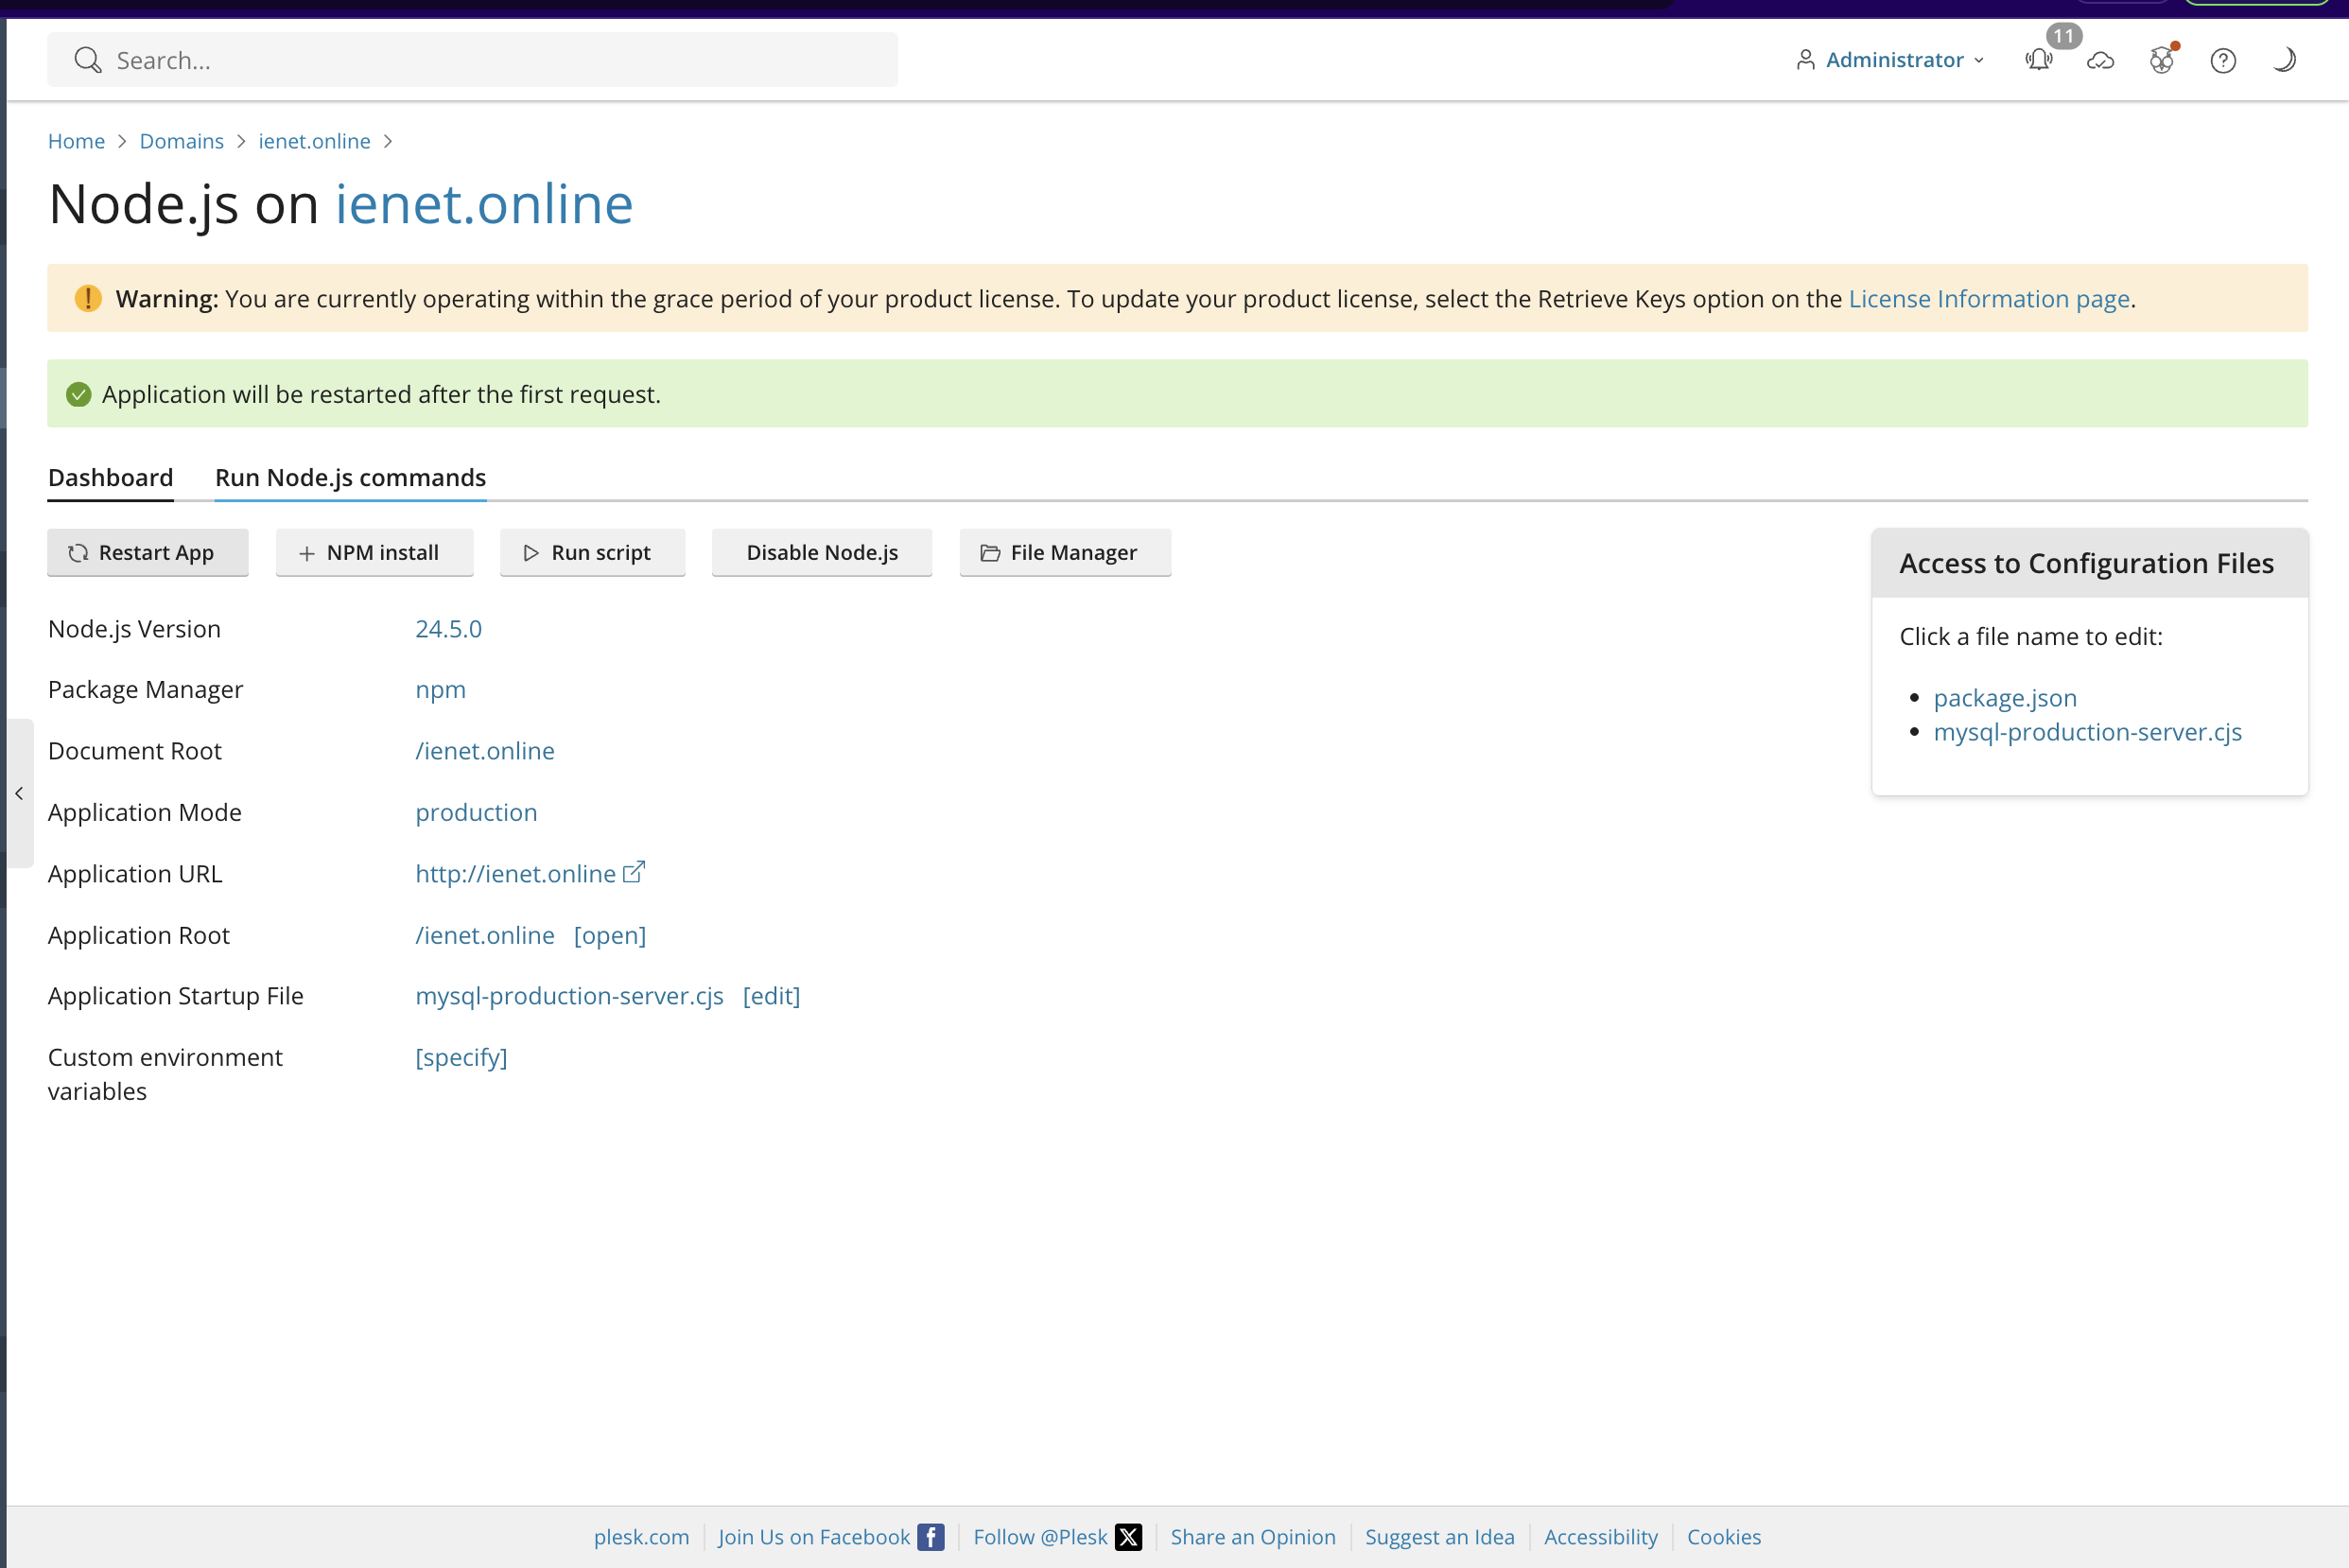 Search...
Administrator
11
Home > Domains > ienet.online >
Node.js on ienet.online
Warning: You are currently operating within the grace period of your product license. To update your product license, select the Retrieve Keys option on the License Information page.
Application will be restarted after the first request.
Dashboard Run Node.js commands
Restart App NPM install Run script Disable Node.js File Manager
Node.js Version 24.5.0
Package Manager npm
Document Root /ienet.online
Application Mode production
Application URL http://ienet.online
Application Root /ienet.online [open]
Application Startup File mysql-production-server.cjs [edit]
Custom environment
variables
[specify]
Access to Configuration Files
Click a file name to edit:
• package.json
• mysql-production-server.cjs
plesk.com Join Us on Facebook Follow @Plesk Share an Opinion Suggest an Idea Accessibility Cookies